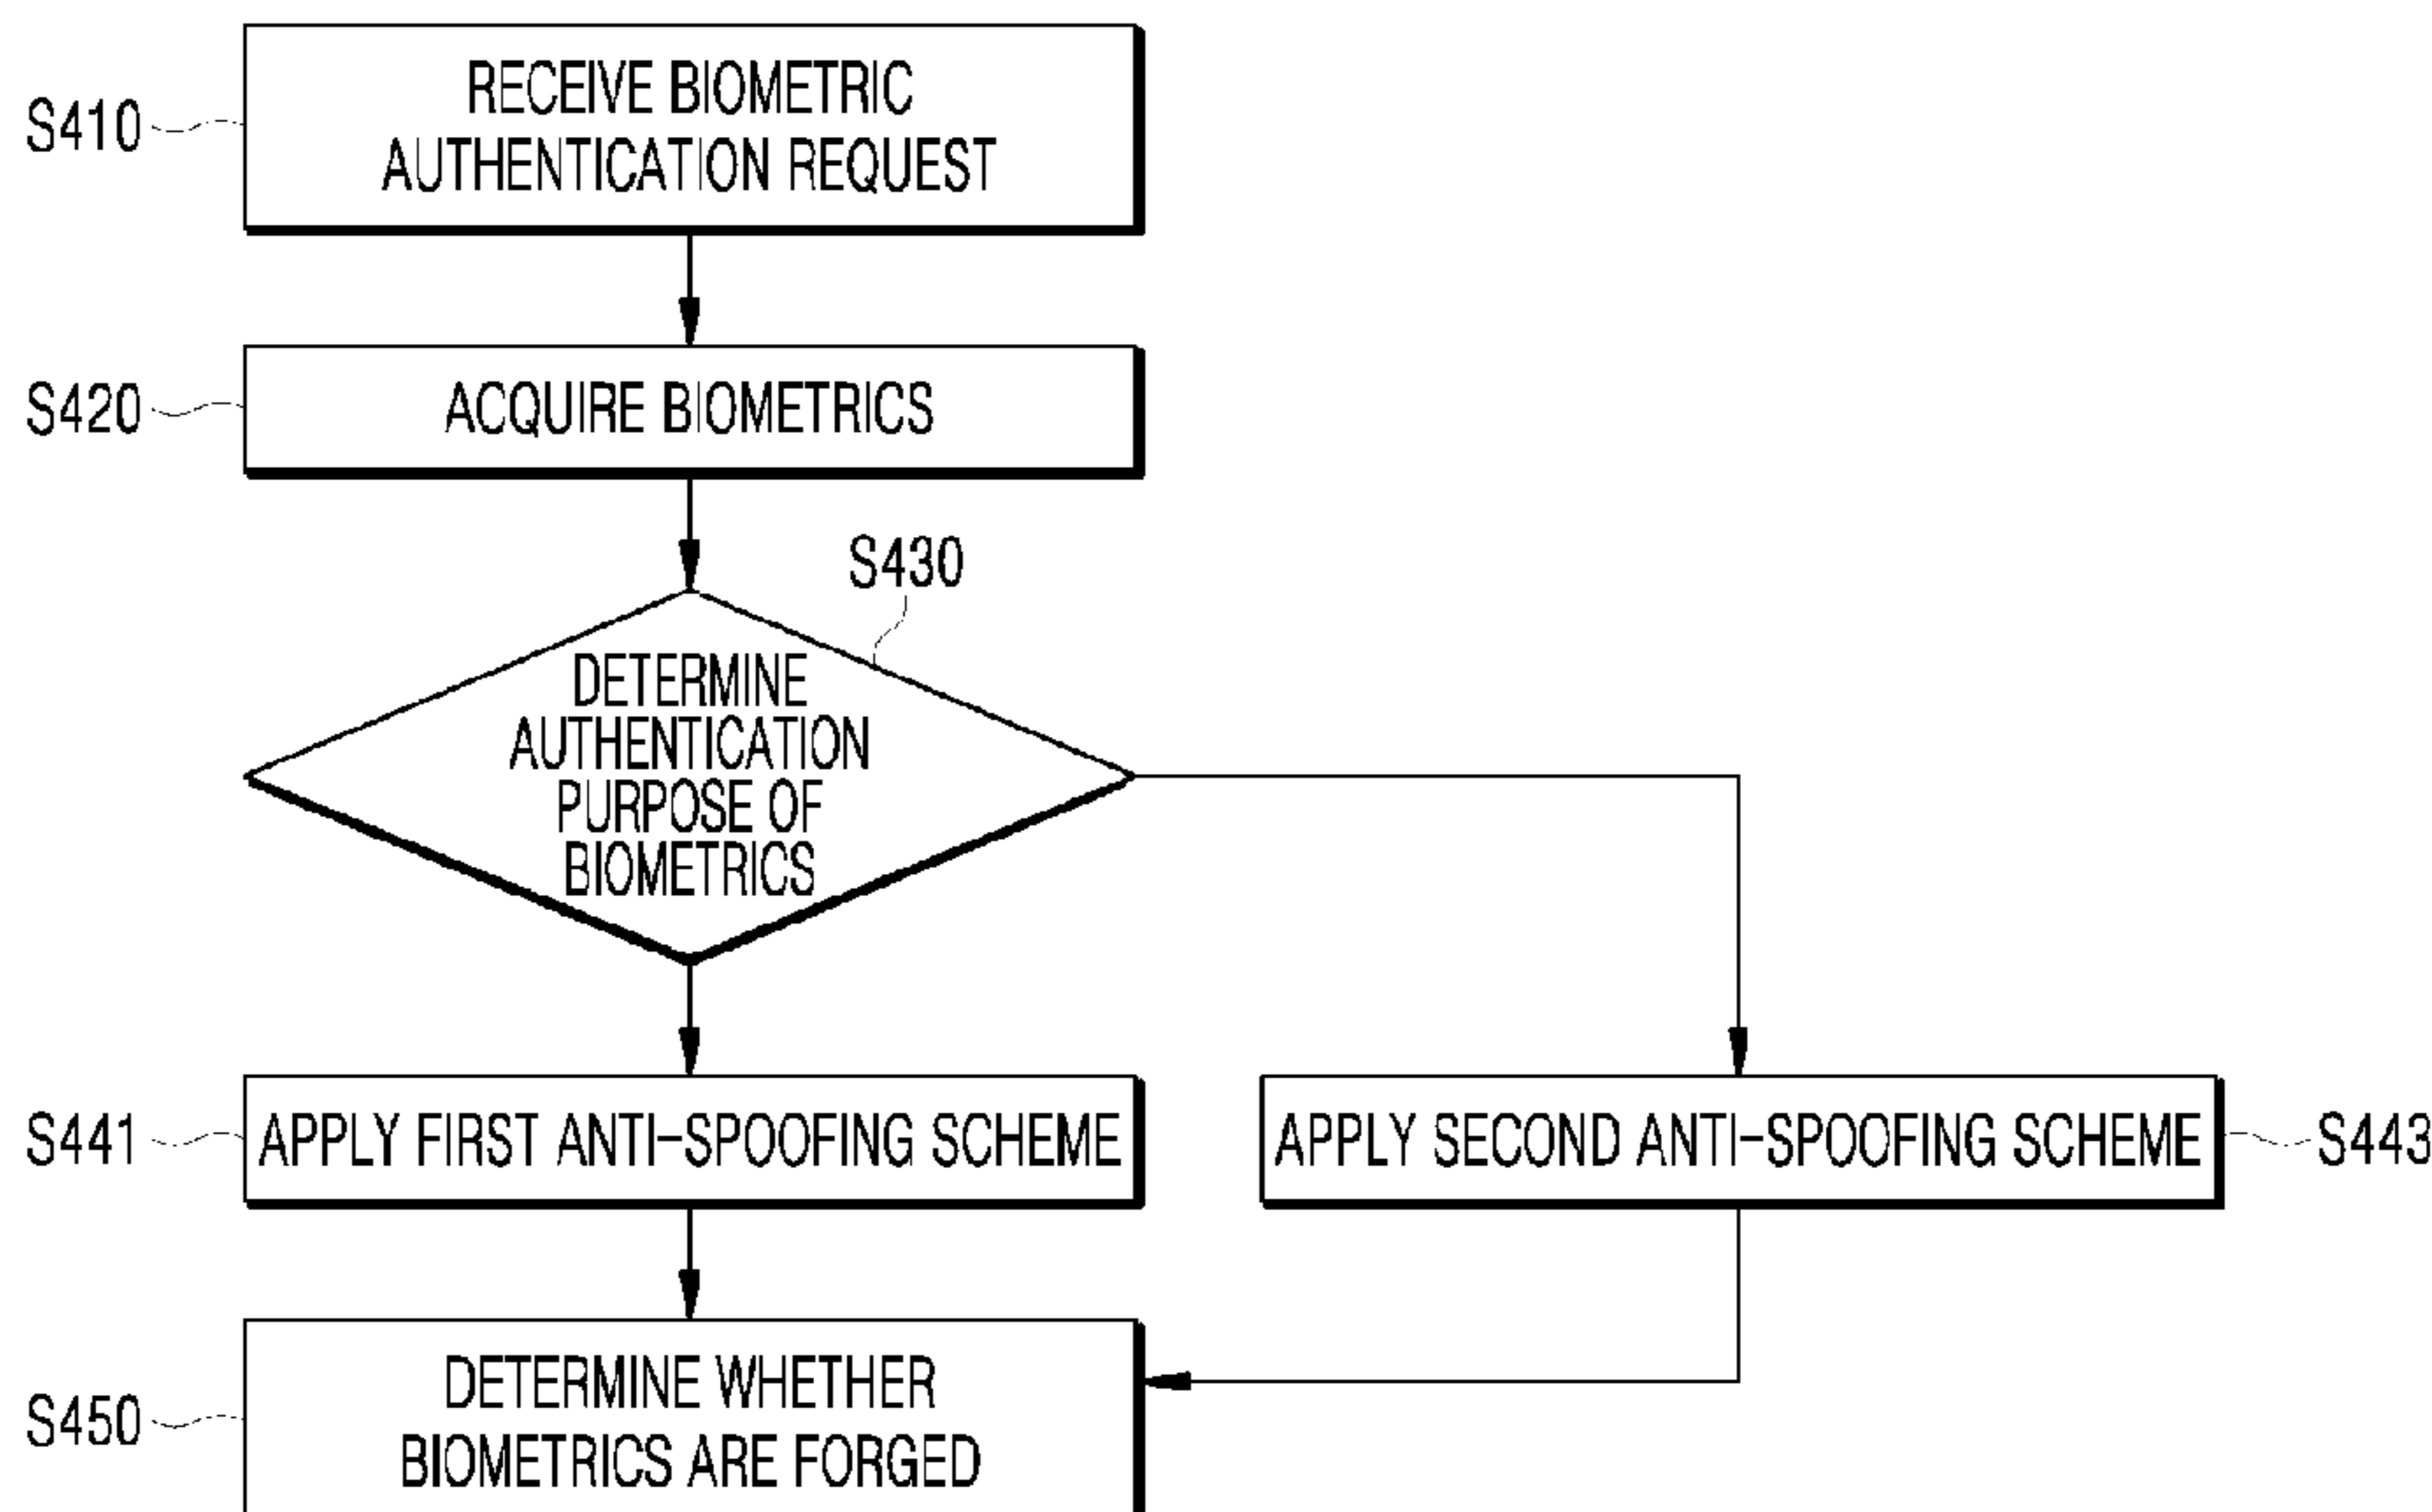 S410
RECEIVE BIOMETRIC
AUTHENTICATION REQUEST
S420
ACQUIRE BIOMETRICS
S430
DETERMINE
AUTHENTICATION
PURPOSE OF
BIOMETRICS
S441
APPLY FIRST ANTI-SPOOFING SCHEME
APPLY SECOND ANTI-SPOOFING SCHEME
S443
S450
DETERMINE WHETHER
BIOMETRICS ARE FORGED